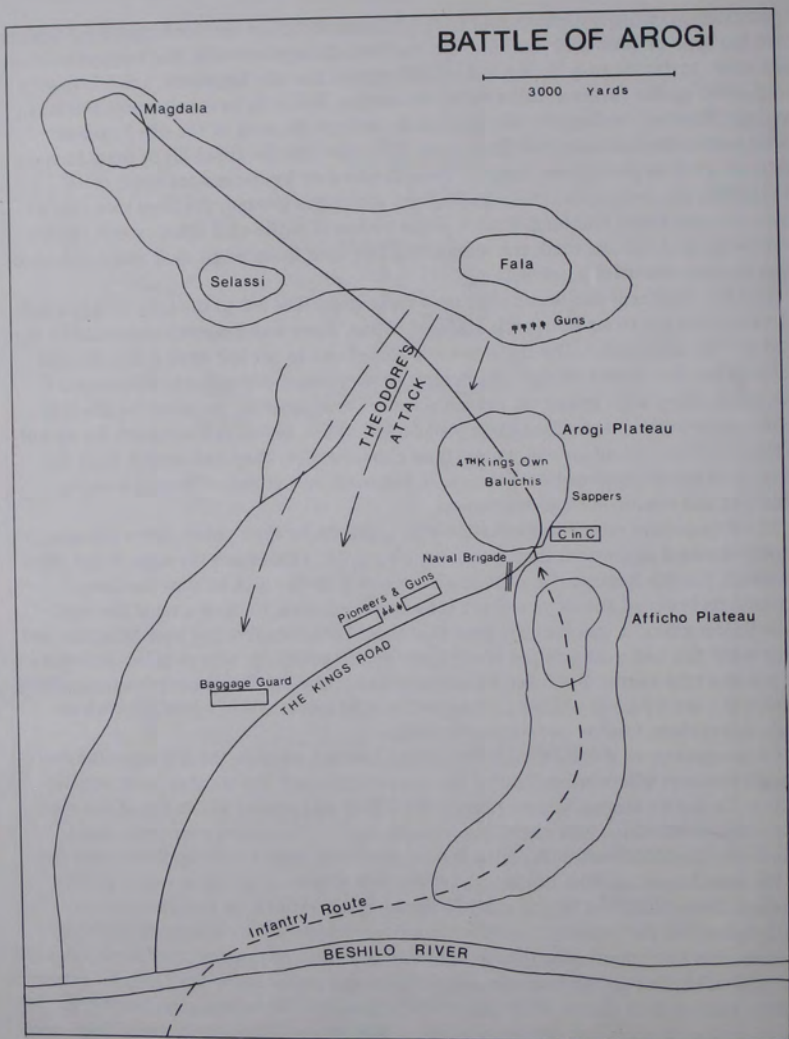 BATTLE OF AROGI
3000 Yards
Magdala
Selassi
Fala
Guns
THEODORE'S
ATTACK
Arogi Plateau
4TH Kings Own
Baluchis
Sappers
C in C
Naval Brigade
Pioneers & Guns
Afficho Plateau
Baggage Guard
THE KINGS ROAD
Infantry Route
BESHILO RIVER